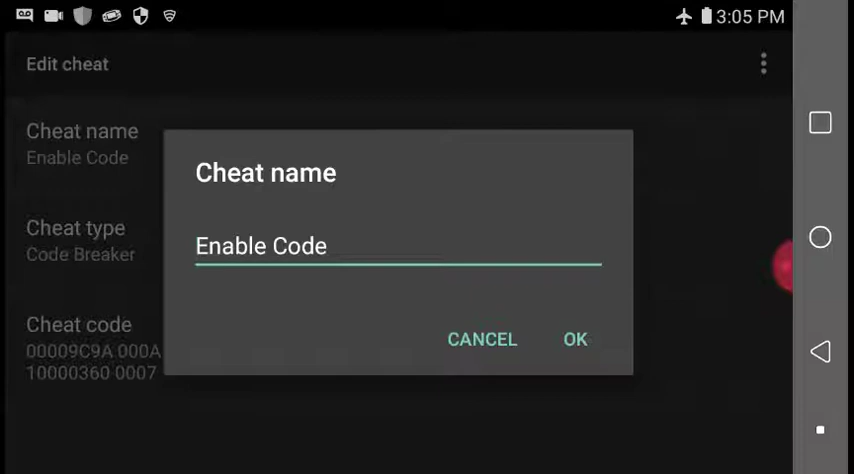 3:05 PM
Edit cheat
Cheat name
Enable Code
Cheat type
Code Breaker
Cheat code
00009C9A 000A
10000360 0007
Cheat name
Enable Code
CANCEL OK